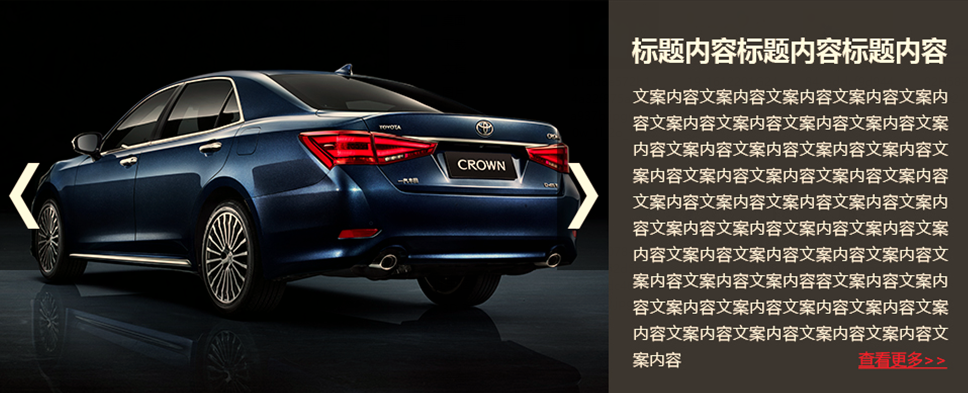 标题内容标题内容标题内容
文案内容文案内容文案内容文案内容文案内
容文案内容文案内容文案内容文案内容文案
内容文案内容文案内容文案内容文案内容文
案内容文案内容文案内容文案内容文案内容
文案内容文案内容文案内容文案内容文案内
容文案内容文案内容文案内容文案内容文案
内容文案内容文案内容文案内容文案内容文
案内容文案内容文案内容容文案内容文案内
容文案内容文案内容文案内容文案内容文案
内容文案内容文案内容文案内容文案内容文
案内容
查看更多>>
TOYOTA
CROWN